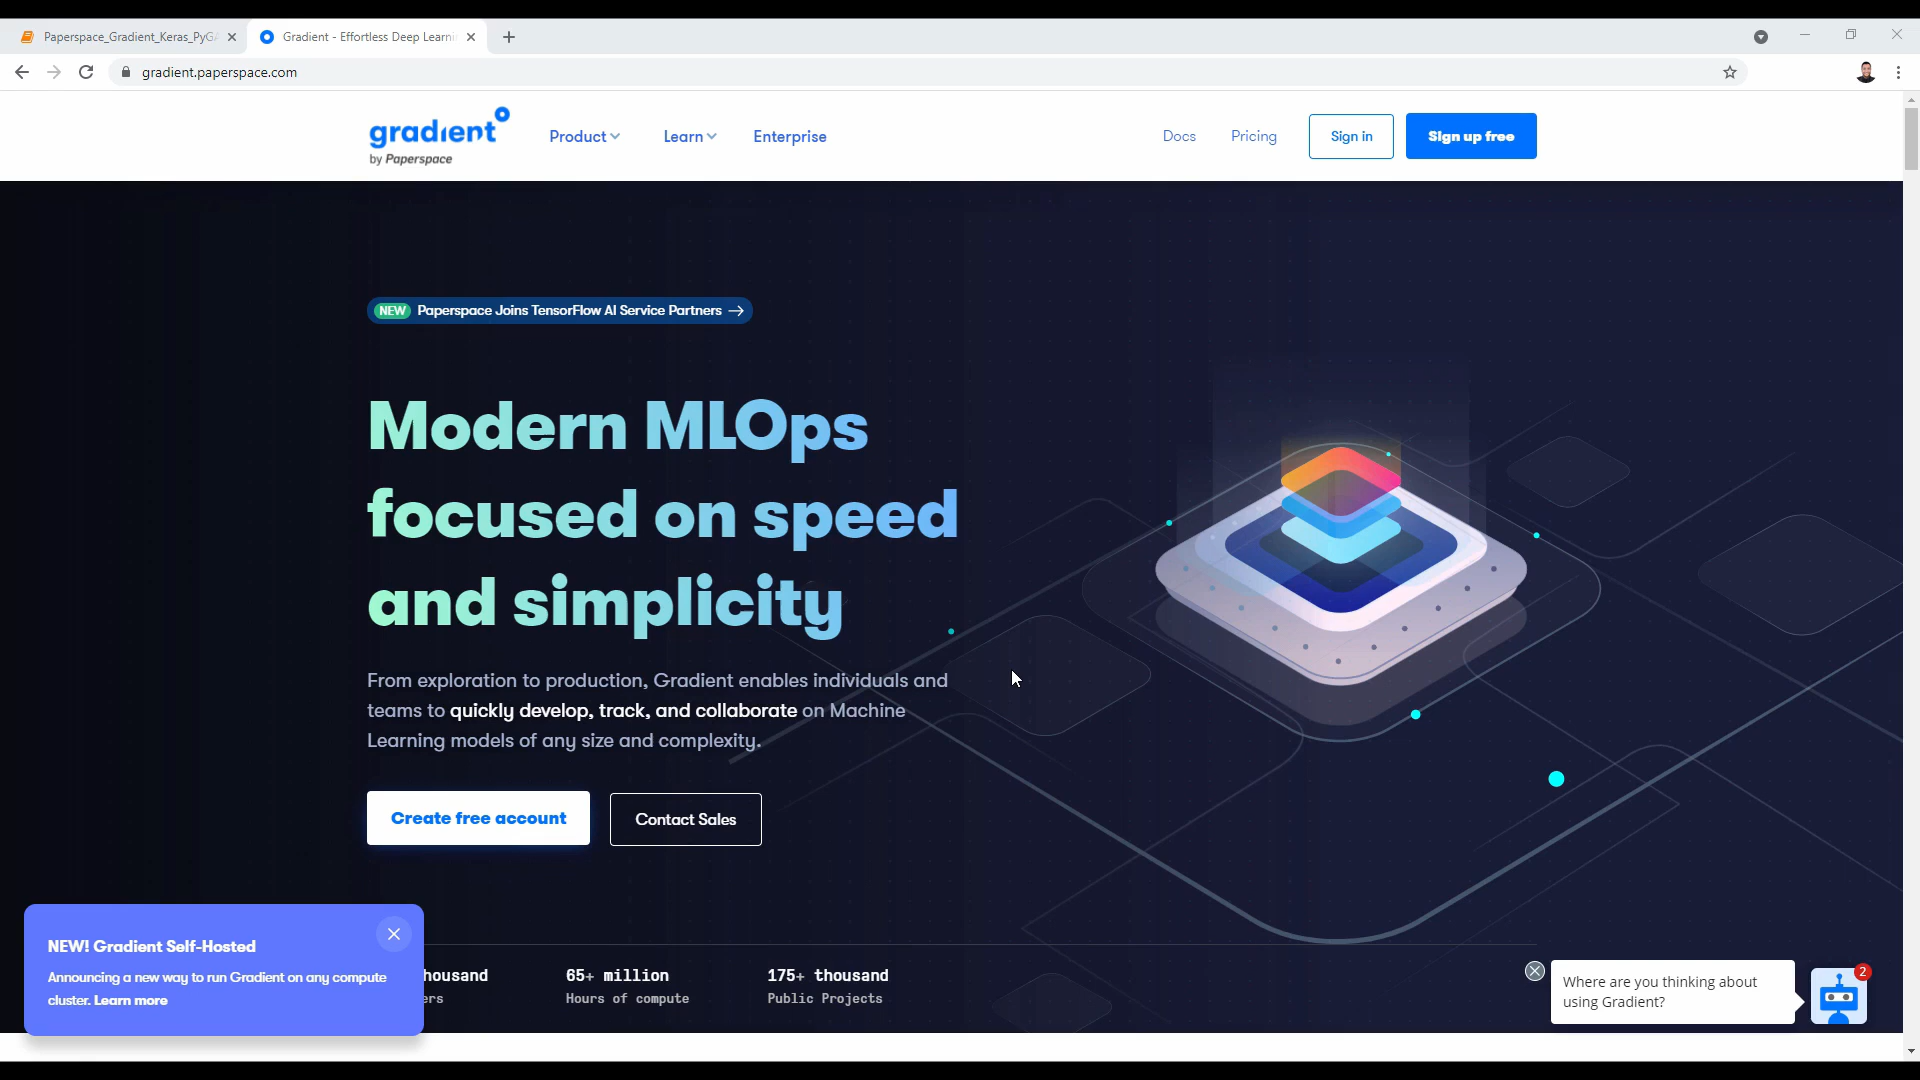 Paperspace_Gradient_Keras_PyGA
Gradient - Effortless Deep Learni
gradient.paperspace.com
gradient
by Paperspace
Product
Learn
Enterprise
Docs
Pricing
Sign in
Sign up free
NEW Paperspace Joins TensorFlow AI Service Partners →
Modern MLOps
focused on speed
and simplicity
From exploration to production, Gradient enables individuals and
teams to quickly develop, track, and collaborate on Machine
Learning models of any size and complexity.
Create free account
Contact Sales
NEW! Gradient Self-Hosted
Announcing a new way to run Gradient on any compute
cluster. Learn more
housand
ers
65+ million
Hours of compute
175+ thousand
Public Projects
Where are you thinking about
using Gradient?
2